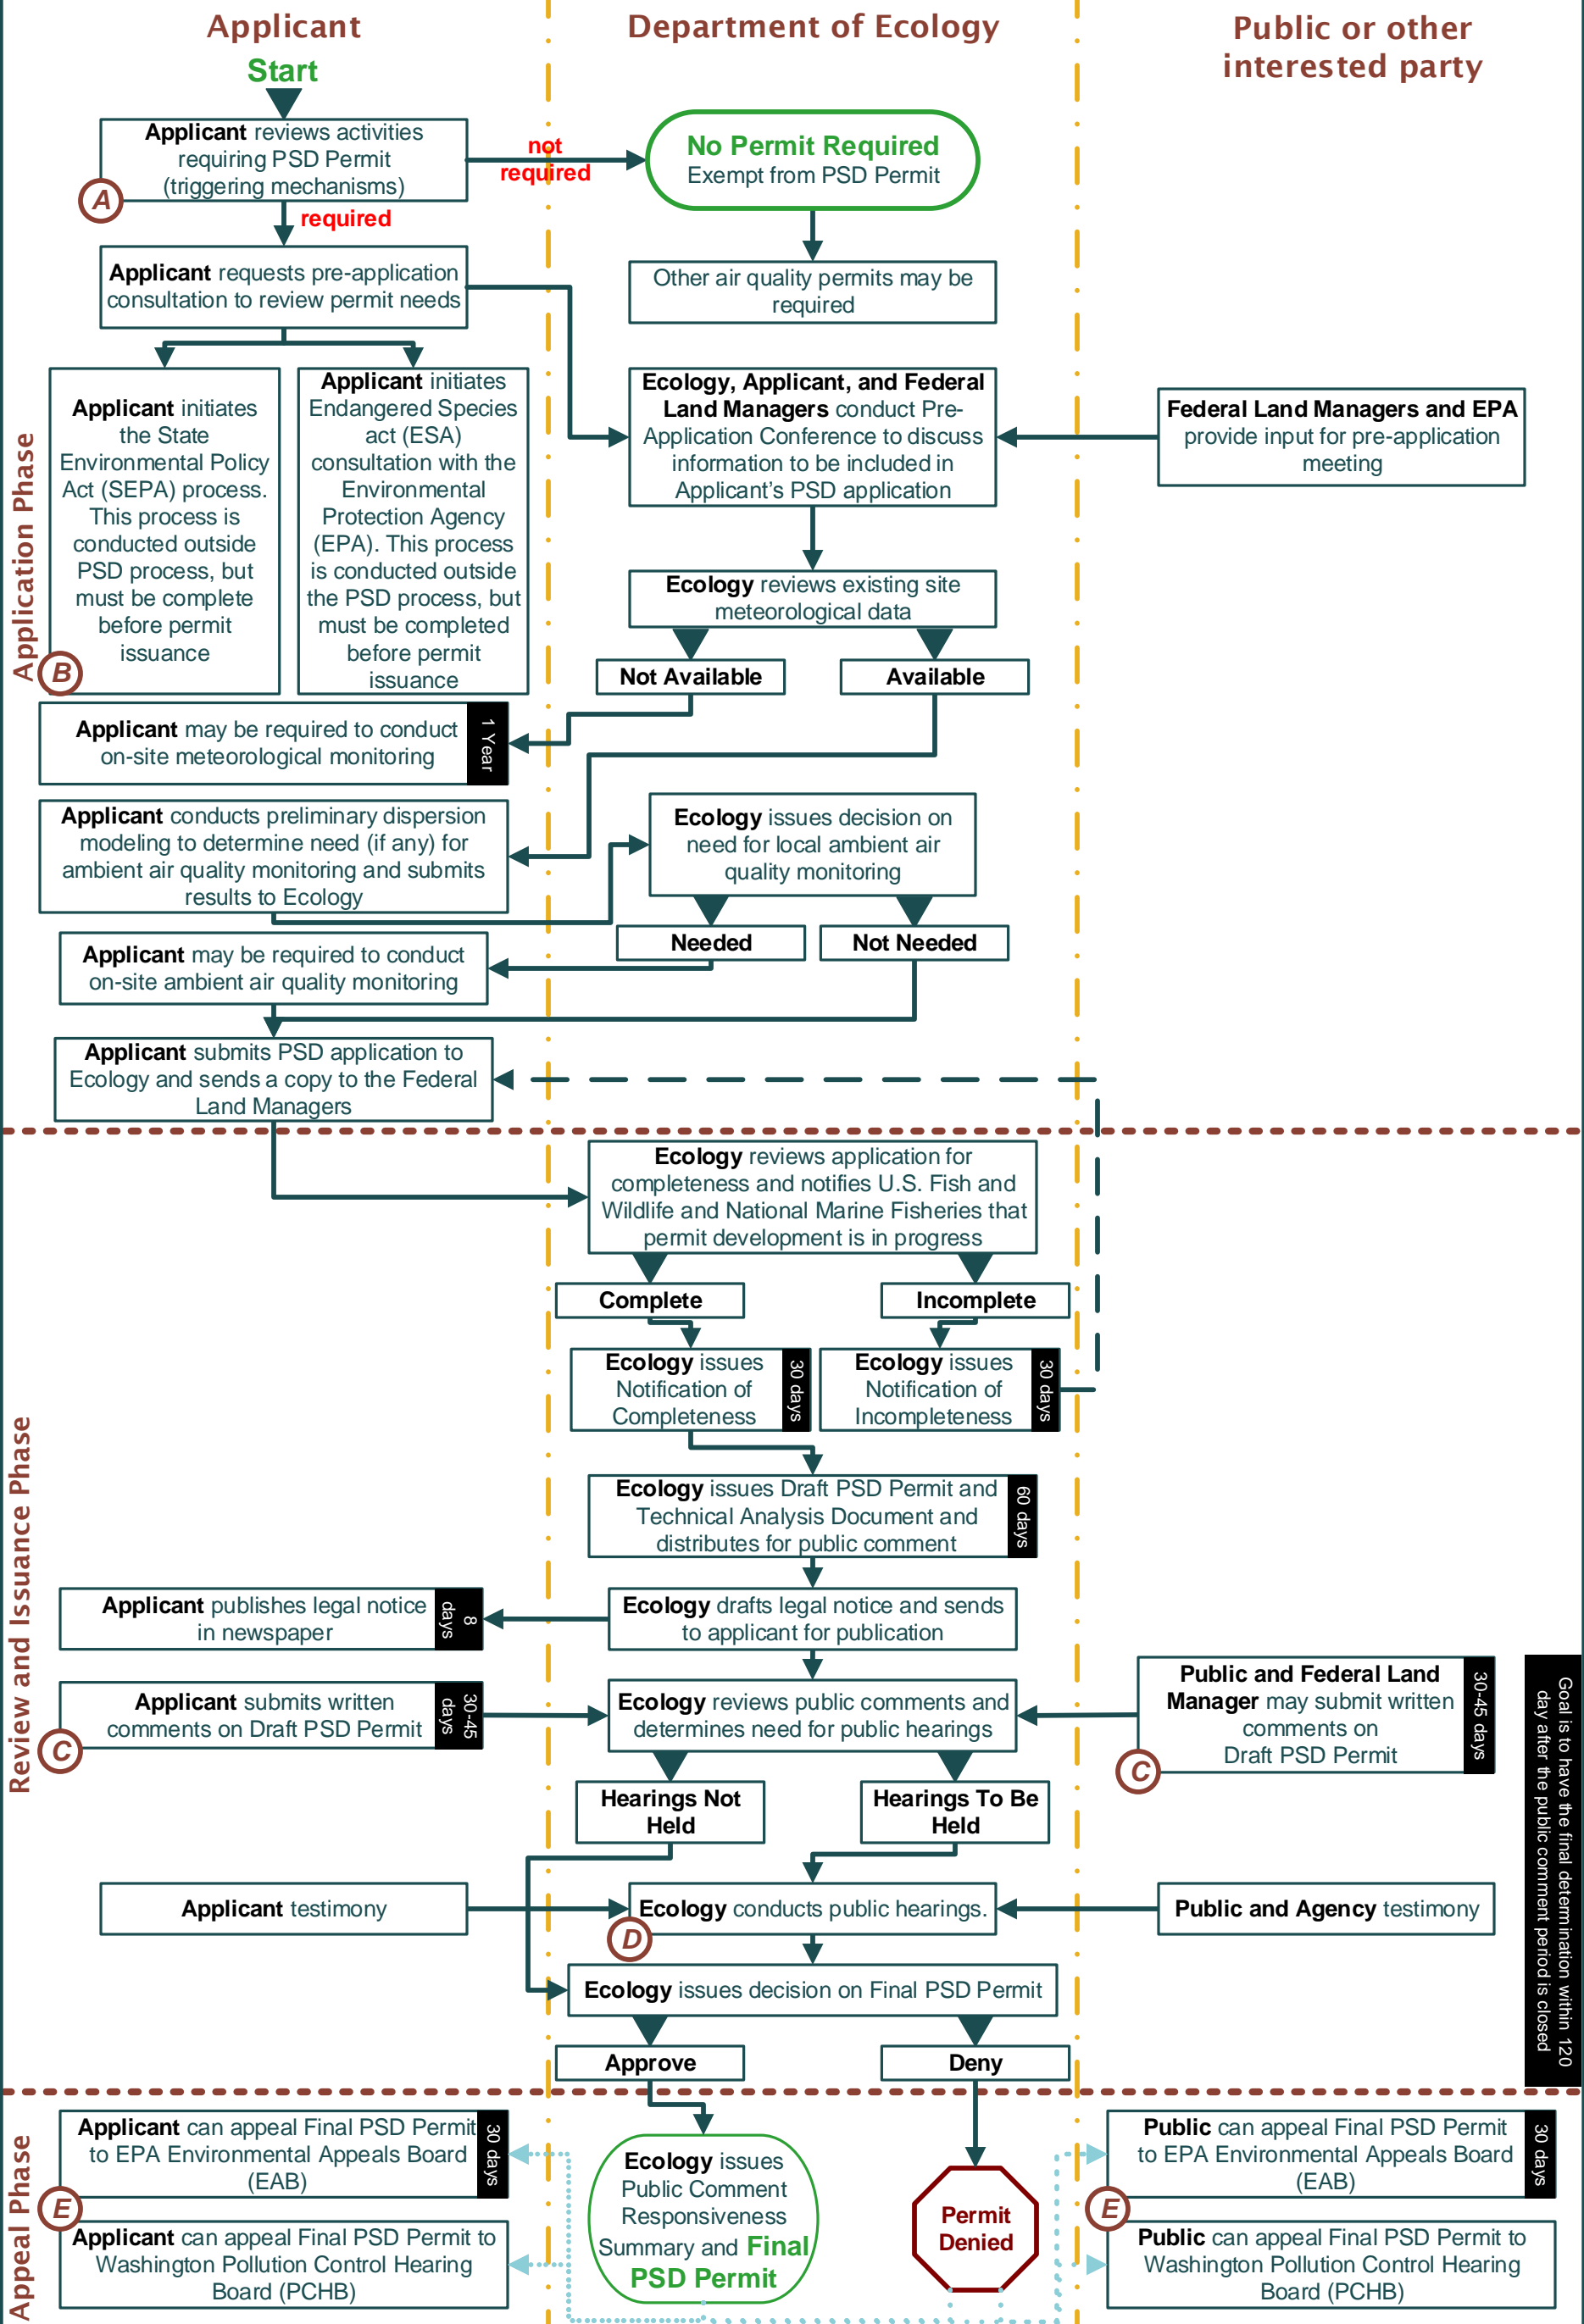 Applicant
Department of Ecology
Public or other
interested party
Start
Applicant reviews activities
requiring PSD Permit
(triggering mechanisms)
A
not
required
No Permit Required
Exempt from PSD Permit
required
Applicant requests pre-application
consultation to review permit needs
Other air quality permits may be
required
Application Phase
Applicant initiates
the State
Environmental Policy
Act (SEPA) process.
This process is
conducted outside
PSD process, but
must be complete
before permit
issuance
B
Applicant initiates
Endangered Species
act (ESA)
consultation with the
Environmental
Protection Agency
(EPA). This process
is conducted outside
the PSD process, but
must be completed
before permit
issuance
Ecology, Applicant, and Federal
Land Managers conduct Pre-
Application Conference to discuss
information to be included in
Applicant's PSD application
Federal Land Managers and EPA
provide input for pre-application
meeting
Ecology reviews existing site
meteorological data
Not Available
Available
Applicant may be required to conduct
on-site meteorological monitoring
1 Year
Applicant conducts preliminary dispersion
modeling to determine need (if any) for
ambient air quality monitoring and submits
results to Ecology
Ecology issues decision on
need for local ambient air
quality monitoring
Needed
Not Needed
Applicant may be required to conduct
on-site ambient air quality monitoring
Applicant submits PSD application to
Ecology and sends a copy to the Federal
Land Managers
Review and Issuance Phase
Ecology reviews application for
completeness and notifies U.S. Fish and
Wildlife and National Marine Fisheries that
permit development is in progress
Complete
Incomplete
Ecology issues
Notification of
Completeness
30 days
Ecology issues
Notification of
Incompleteness
30 days
Ecology issues Draft PSD Permit and
Technical Analysis Document and
distributes for public comment
60 days
Applicant publishes legal notice
in newspaper
8
days
Ecology drafts legal notice and sends
to applicant for publication
Applicant submits written
comments on Draft PSD Permit
30-45
days
C
Ecology reviews public comments and
determines need for public hearings
Public and Federal Land
Manager may submit written
comments on
Draft PSD Permit
30-45 days
C
Goal is to have the final determination within 120
day after the public comment period is closed
Hearings Not
Held
Hearings To Be
Held
Applicant testimony
Ecology conducts public hearings.
D
Public and Agency testimony
Ecology issues decision on Final PSD Permit
Approve
Deny
Appeal Phase
Applicant can appeal Final PSD Permit
to EPA Environmental Appeals Board
(EAB)
30 days
E
Applicant can appeal Final PSD Permit to
Washington Pollution Control Hearing
Board (PCHB)
Ecology issues
Public Comment
Responsiveness
Summary and Final
PSD Permit
Permit
Denied
Public can appeal Final PSD Permit
to EPA Environmental Appeals Board
(EAB)
30 days
E
Public can appeal Final PSD Permit to
Washington Pollution Control Hearing
Board (PCHB)